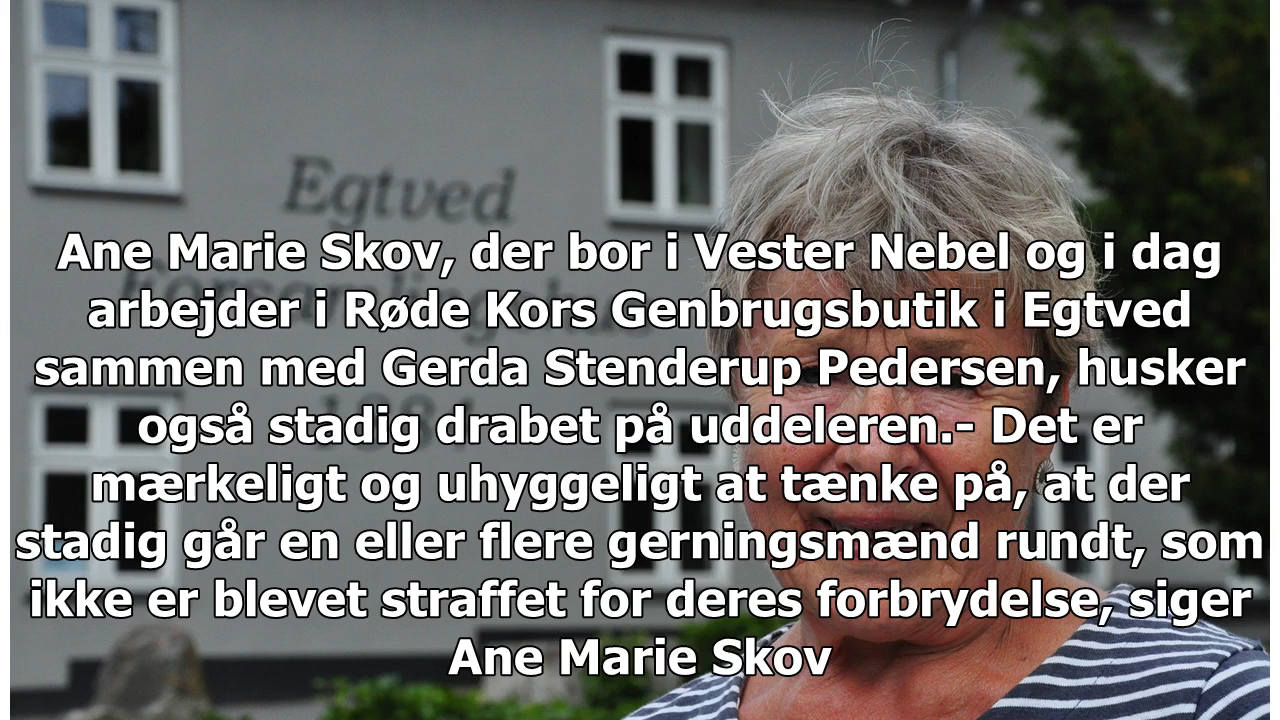 Egtved
Forsamlingshus
1884
Ane Marie Skov, der bor i Vester Nebel og i dag
arbejder i Røde Kors Genbrugsbutik i Egtved
sammen med Gerda Stenderup Pedersen, husker
også stadig drabet på uddeleren.- Det er
mærkeligt og uhyggeligt at tænke på, at der
stadig går en eller flere gerningsmænd rundt, som
ikke er blevet straffet for deres forbrydelse, siger
Ane Marie Skov